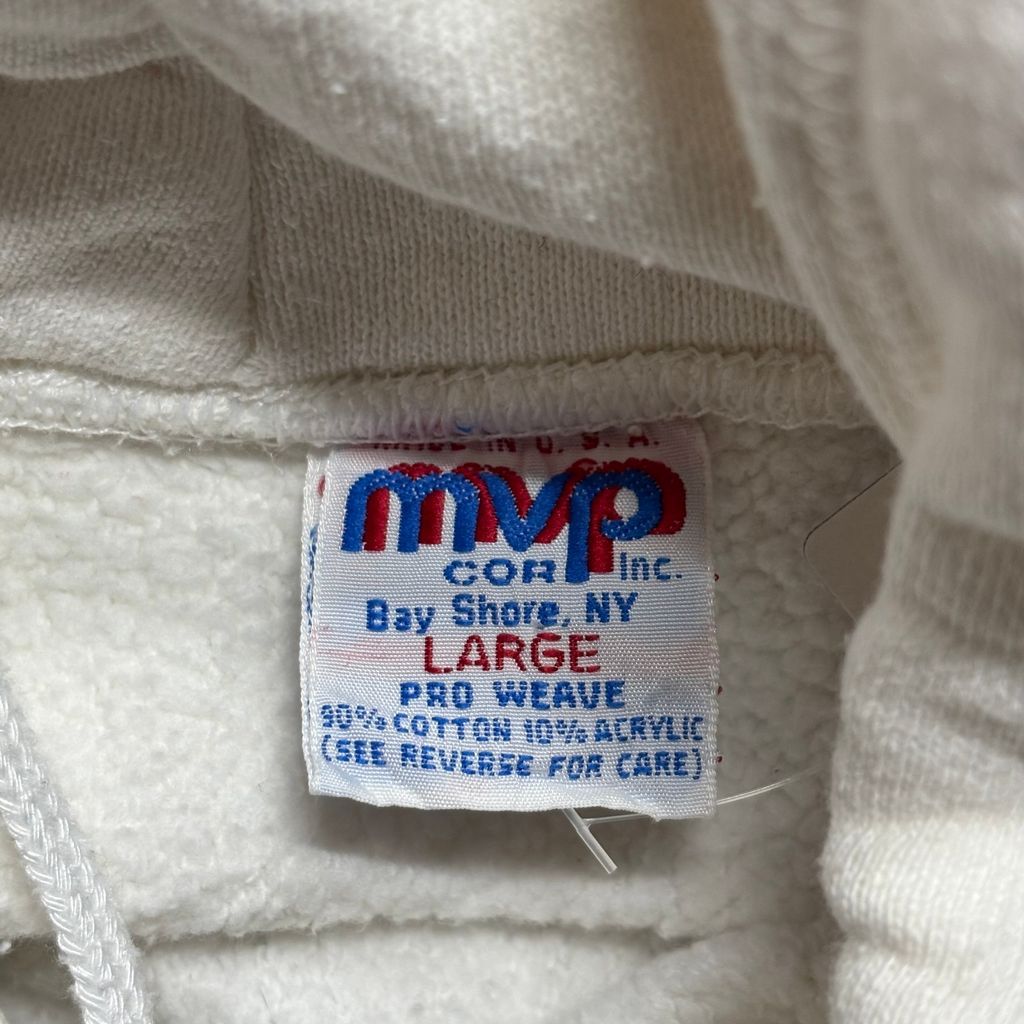 MADE IN U.S.A.
mvp
CORP Inc.
Bay Shore, NY
LARGE
PRO WEAVE
90% COTTON 10% ACRYLIC
(SEE REVERSE FOR CARE)